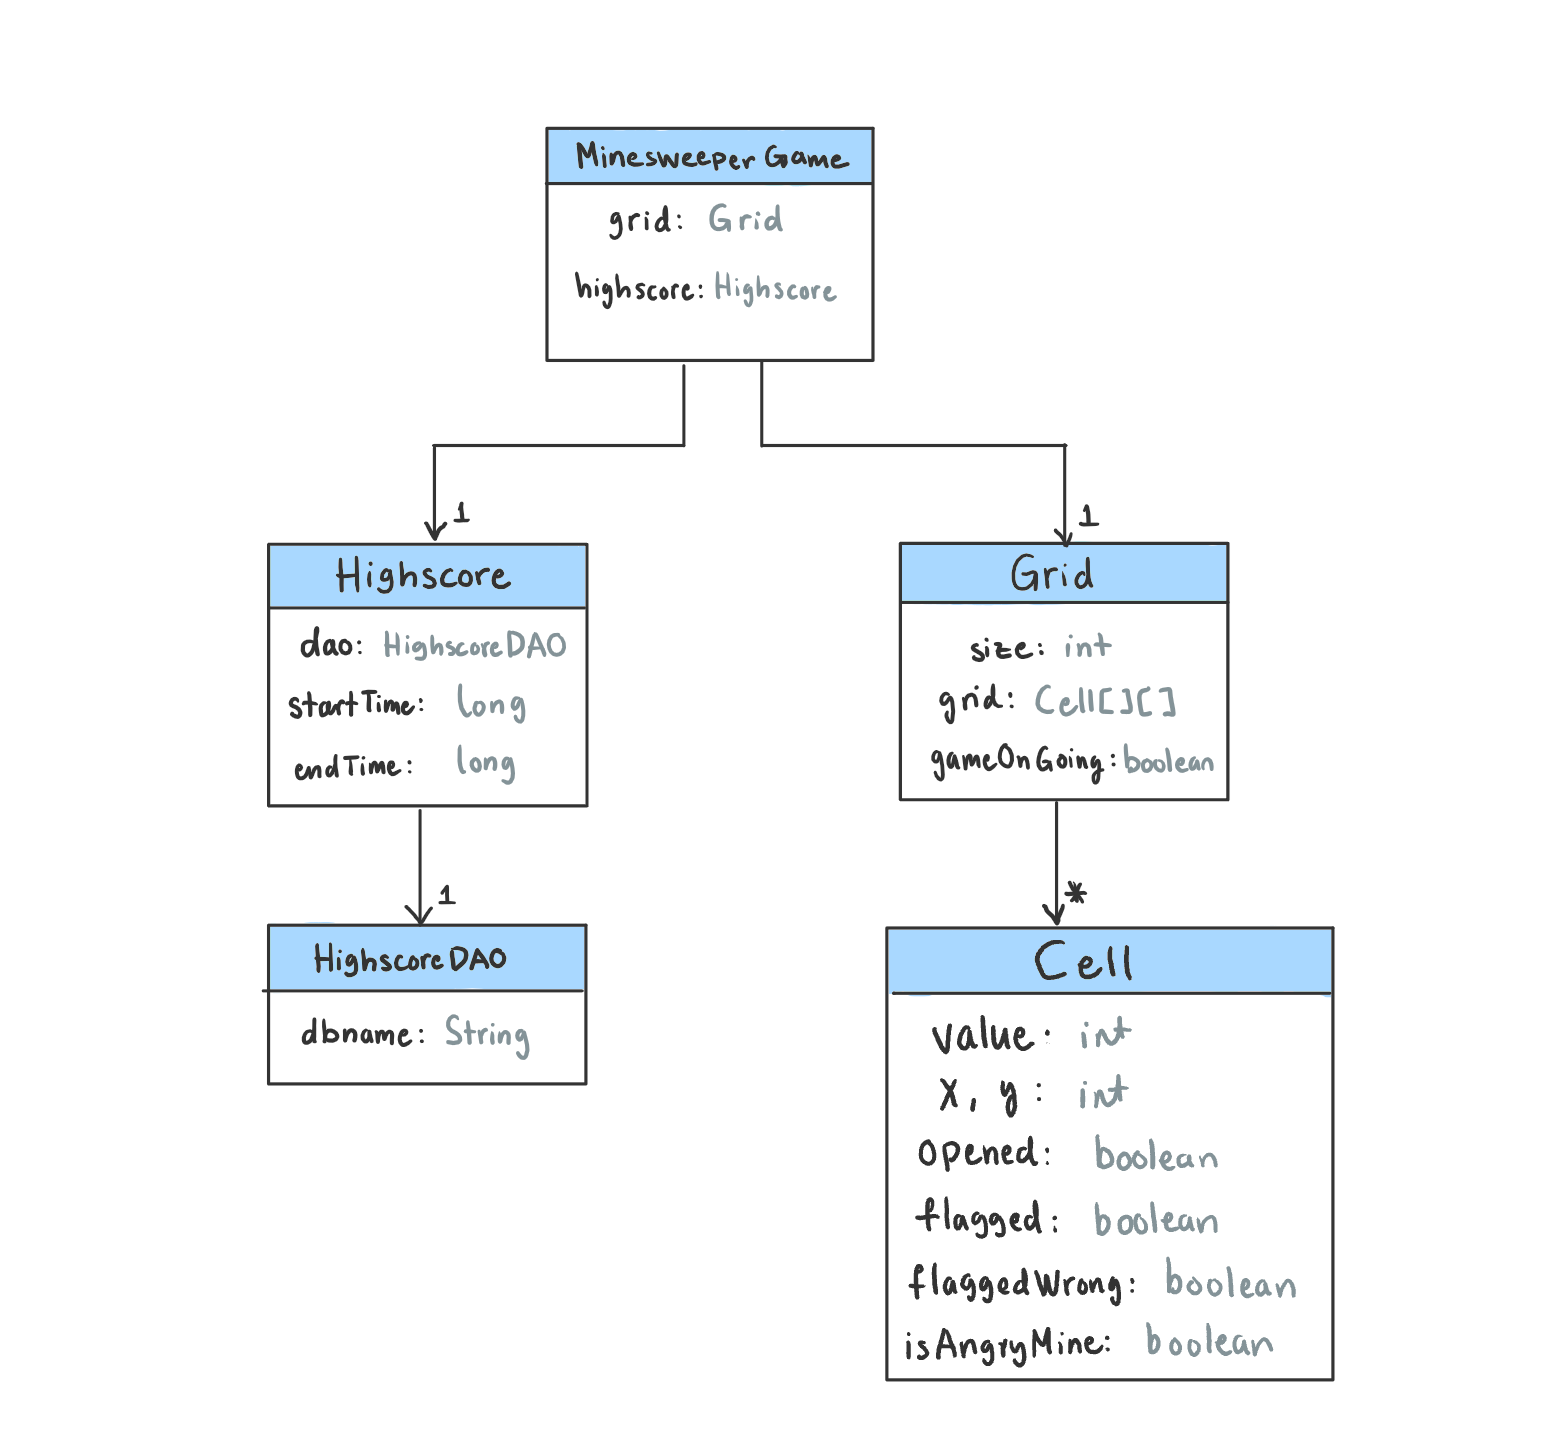 Minesweeper Game
grid: Grid
highscore: Highscore
1
1
Highscore
dao: HighscoreDAO
startTime: long
endTime: long
Grid
size: int
grid: Cell[][]
gameOnGoing: boolean
1
*
HighscoreDAO
dbname: String
Cell
value: int
x, y: int
opened: boolean
flagged: boolean
flaggedWrong: boolean
isAngryMine: boolean